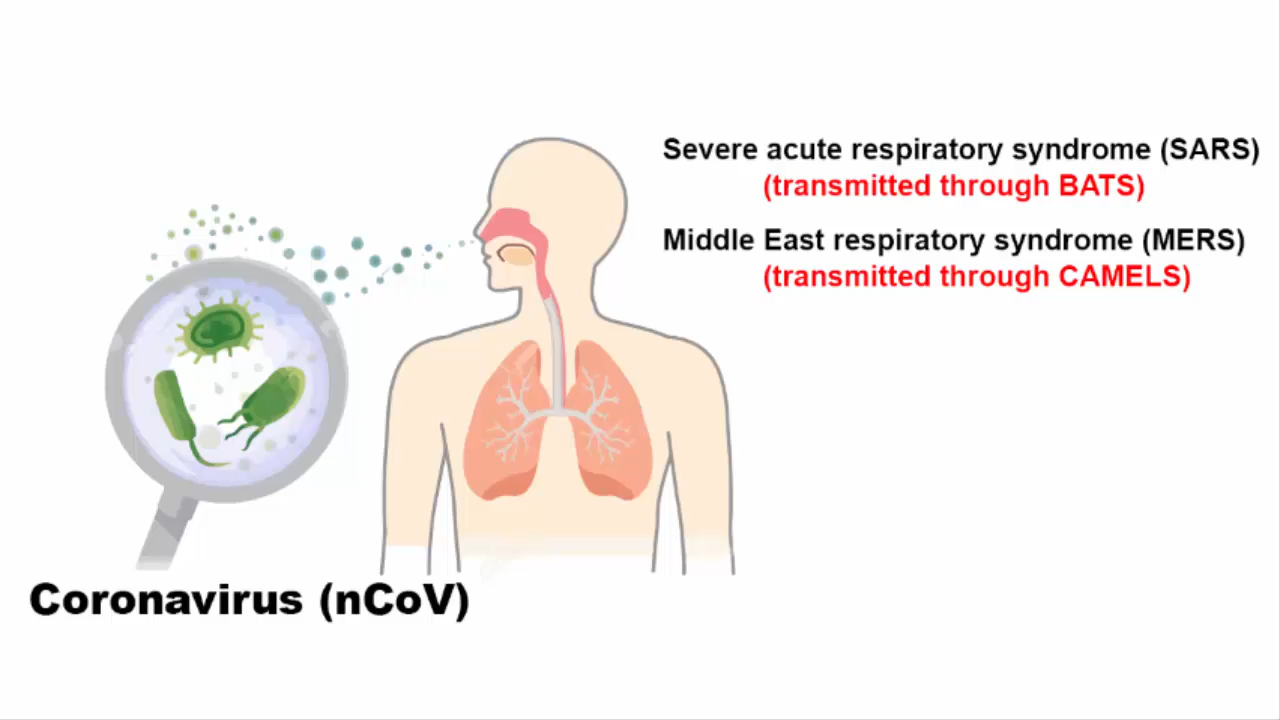 Severe acute respiratory syndrome (SARS)
(transmitted through BATS)
Middle East respiratory syndrome (MERS)
(transmitted through CAMELS)
Coronavirus (nCoV)